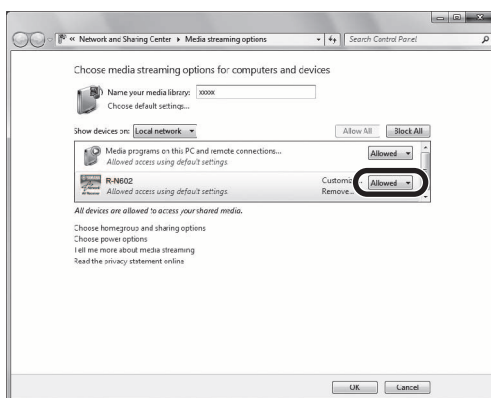 « Network and Sharing Center ▸ Media streaming options
Search Control Panel
Choose media streaming options for computers and devices
Name your media library: xxxxx
Choose default settings...
Show devices on: Local network
Allow All
Block All
Media programs on this PC and remote connections...
Allowed access using default settings
Allowed
R-N602
Allowed access using default settings
Customiz
Remove...
Allowed
All devices are allowed to access your shared media.
Choose homegroup and sharing options
Choose power options
Tell me more about media streaming
Read the privacy statement online
OK
Cancel